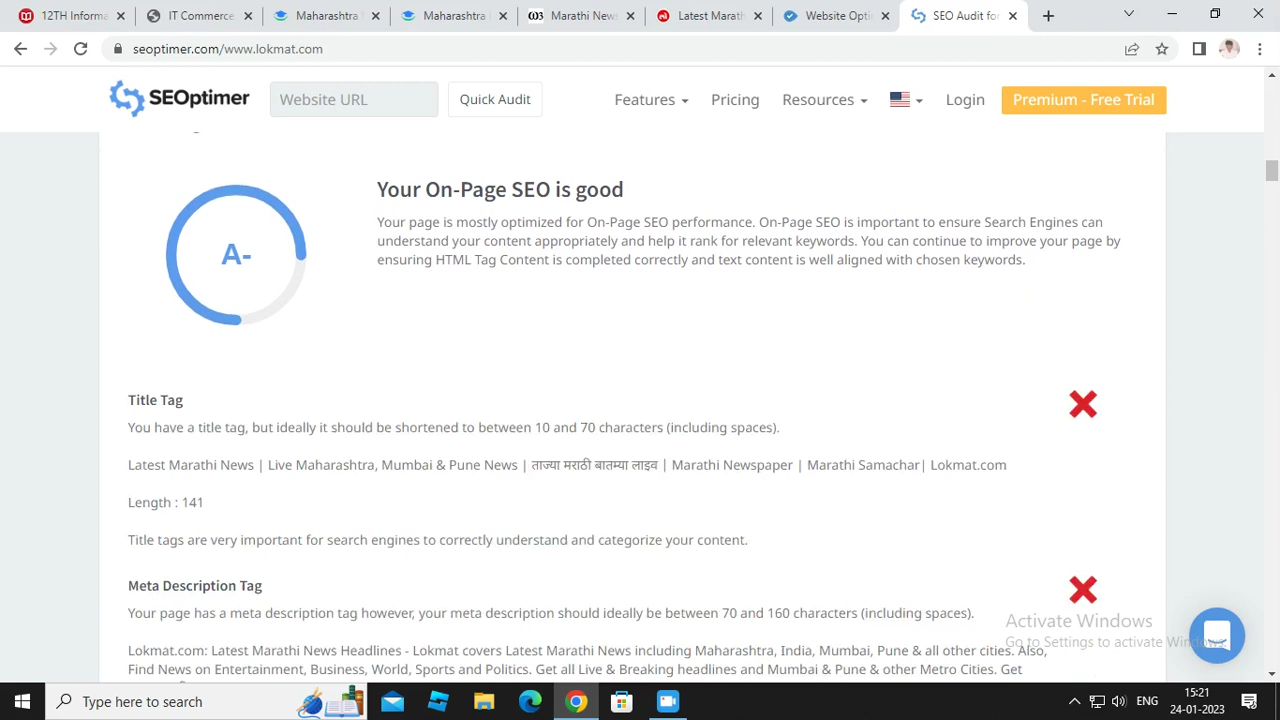 12TH Informa
IT Commerce
Maharashtra
Maharashtra
Marathi News
Latest Marath
Website Opti
SEO Audit for
seoptimer.com/www.lokmat.com
SEOptimer
Website URL
Quick Audit
Features
Pricing
Resources
Login
Premium - Free Trial
A-
Your On-Page SEO is good
Your page is mostly optimized for On-Page SEO performance. On-Page SEO is important to ensure Search Engines can
understand your content appropriately and help it rank for relevant keywords. You can continue to improve your page by
ensuring HTML Tag Content is completed correctly and text content is well aligned with chosen keywords.
Title Tag
You have a title tag, but ideally it should be shortened to between 10 and 70 characters (including spaces).
Latest Marathi News | Live Maharashtra, Mumbai & Pune News | ताज्या मराठी बातम्या लाइव | Marathi Newspaper | Marathi Samachar| Lokmat.com
Length : 141
Title tags are very important for search engines to correctly understand and categorize your content.
Meta Description Tag
Your page has a meta description tag however, your meta description should ideally be between 70 and 160 characters (including spaces).
Lokmat.com: Latest Marathi News Headlines - Lokmat covers Latest Marathi News including Maharashtra, India, Mumbai, Pune & all other cities. Also,
Find News on Entertainment, Business, World, Sports and Politics. Get all Live & Breaking headlines and Mumbai & Pune & other Metro Cities. Get
Activate Windows
Go to Settings to activate Windows.
Type here to search
ENG
15:21
24-01-2023